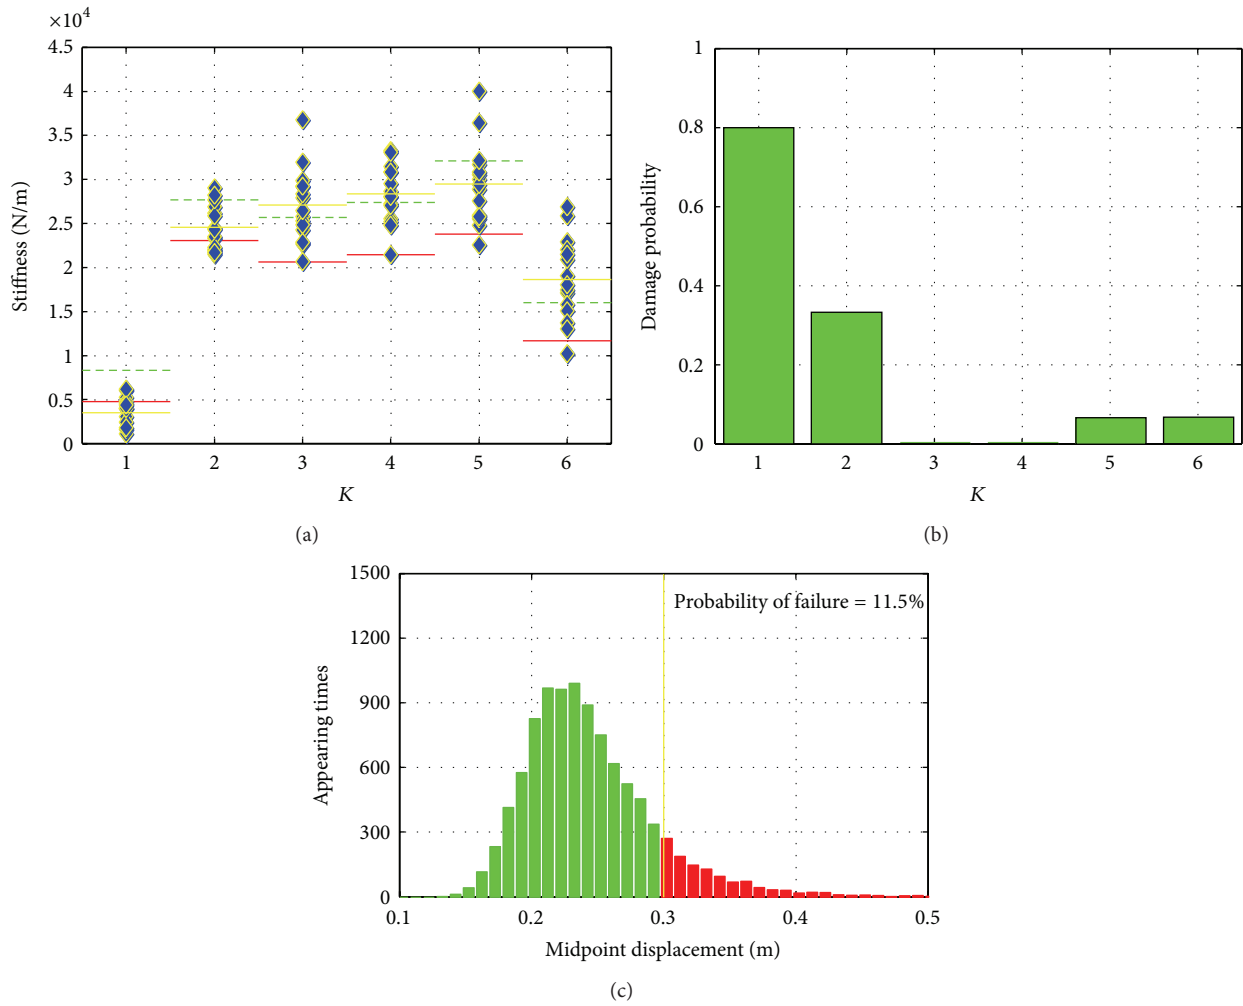 ×10⁴
4.5
4
3.5
3
2.5
2
1.5
1
0.5
0
Stiffness (N/m)
1 2 3 4 5 6
K
(a)
1
0.8
0.6
0.4
0.2
0
Damage probability
1 2 3 4 5 6
K
(b)
1500
1200
900
600
300
0
Appearing times
Probability of failure = 11.5%
0.1 0.2 0.3 0.4 0.5
Midpoint displacement (m)
(c)